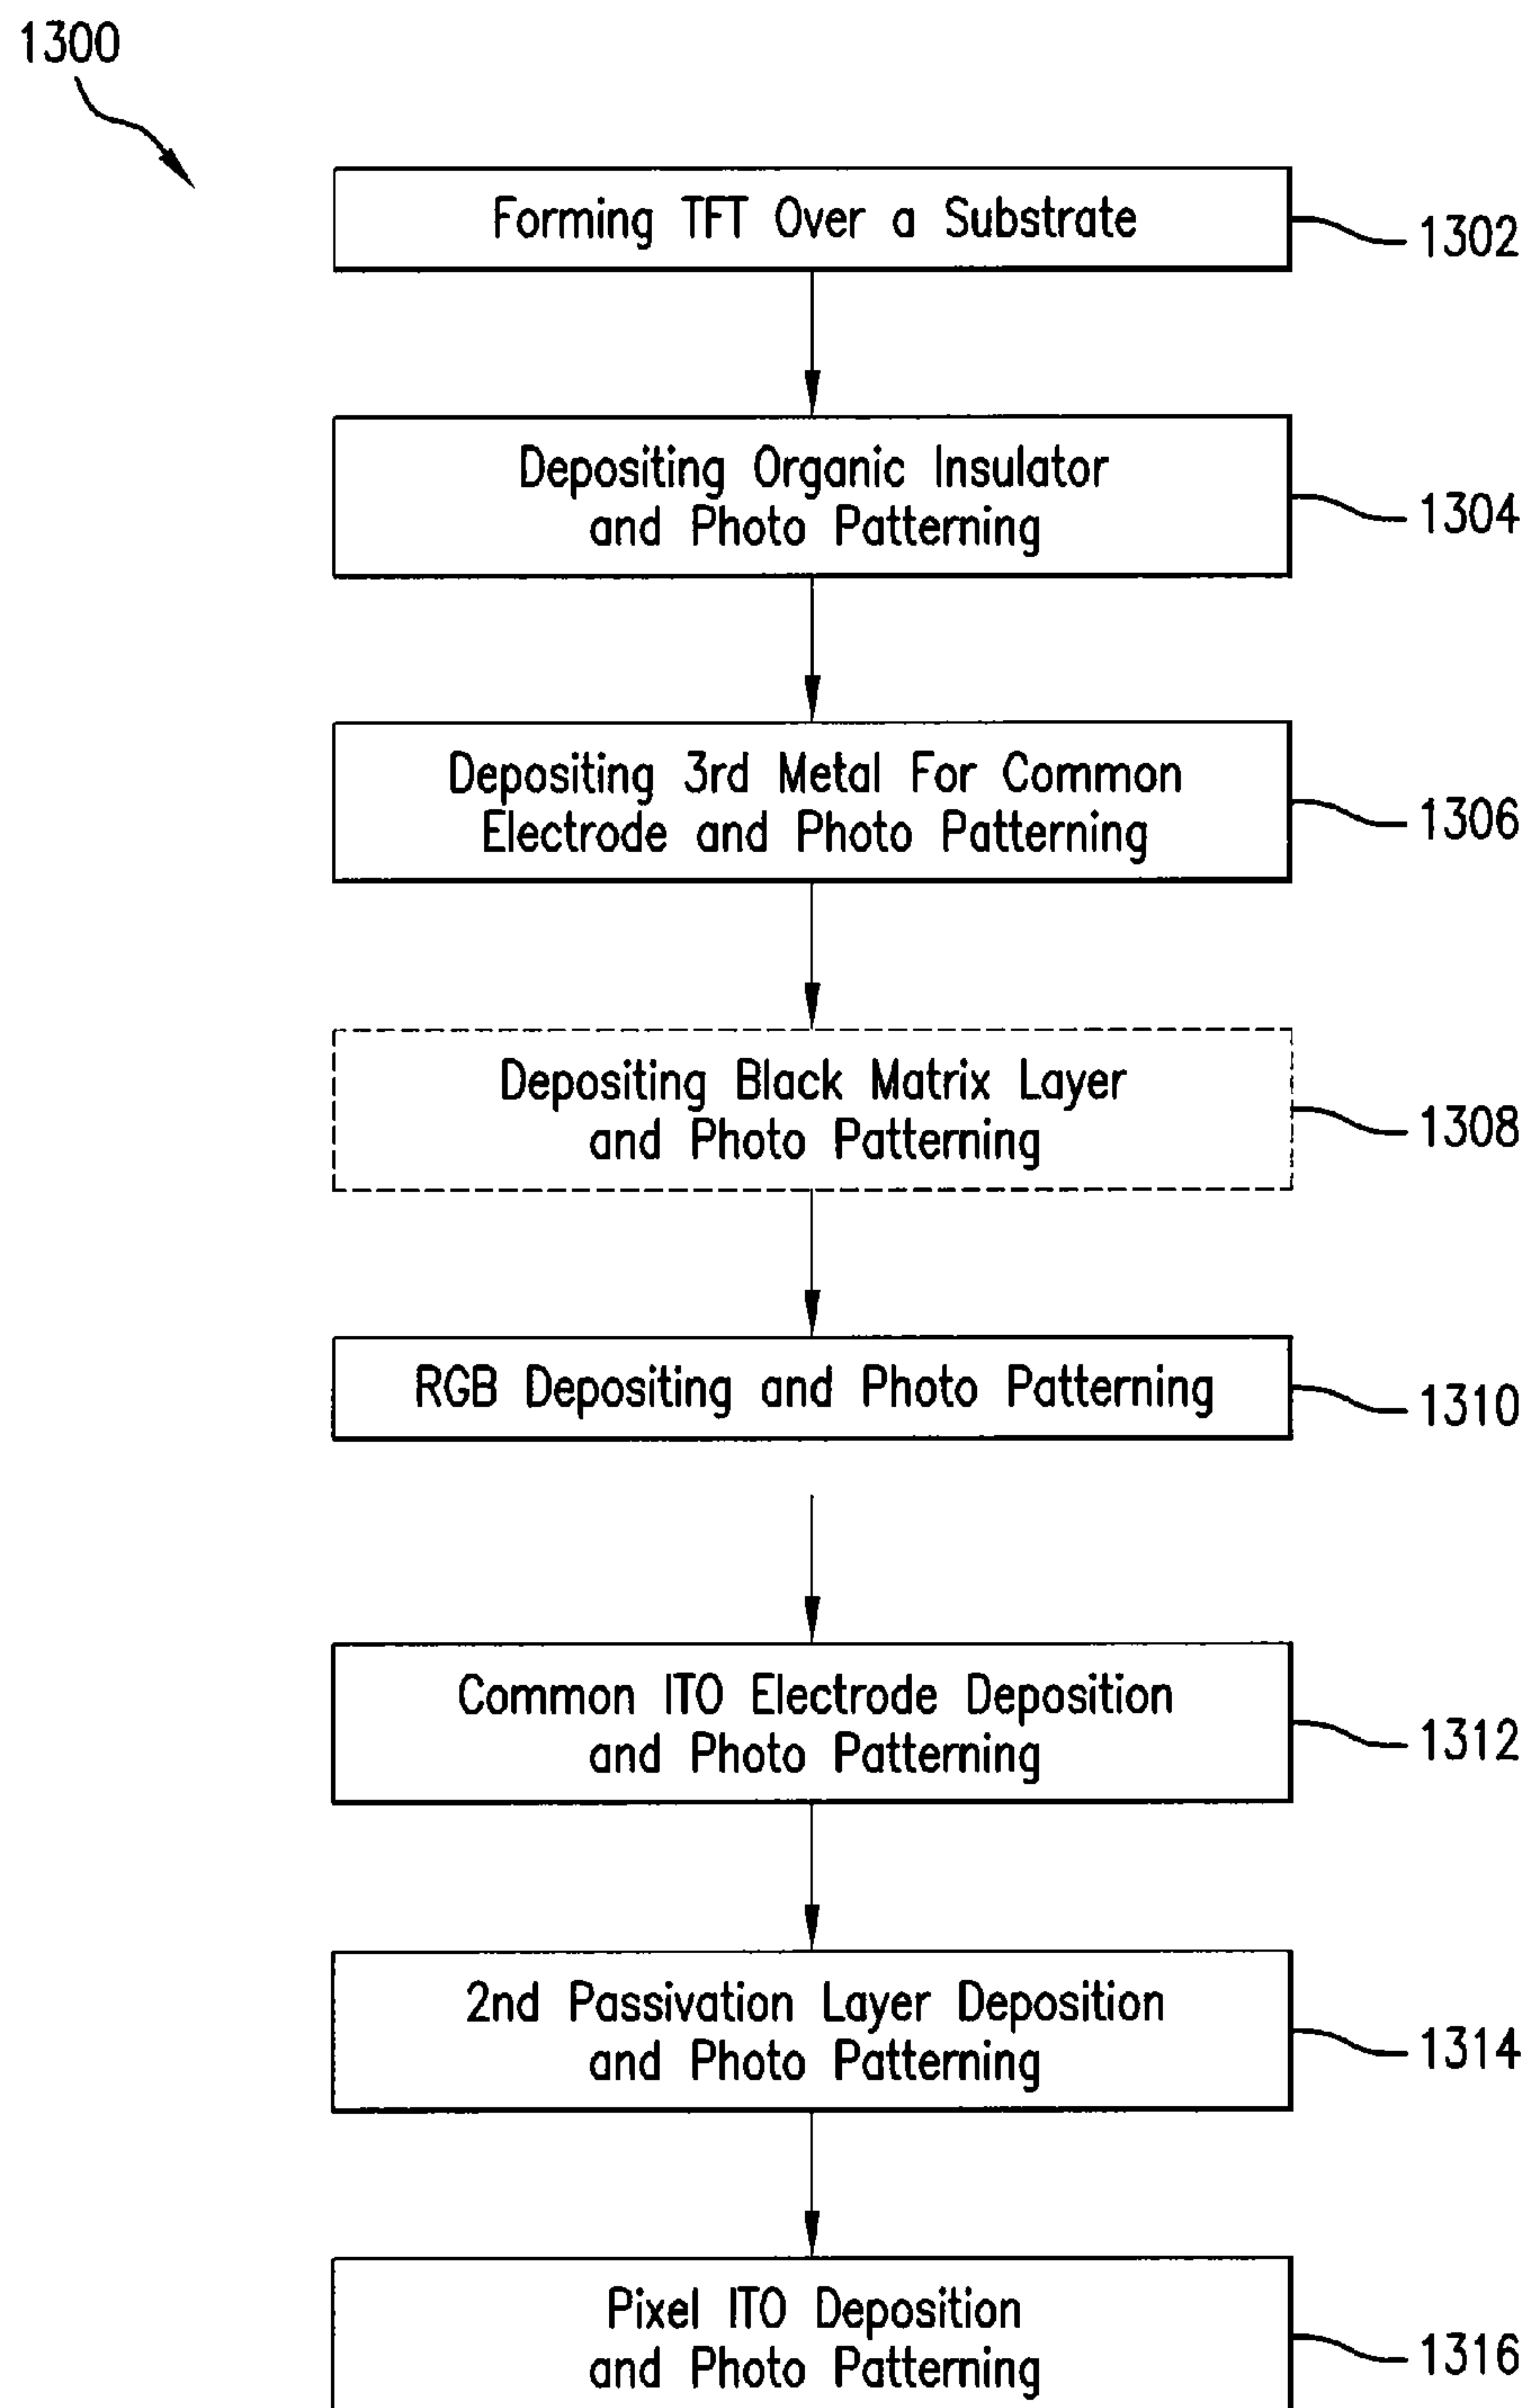 1300
Forming TFT Over a Substrate
1302
Depositing Organic Insulator
and Photo Patterning
1304
Depositing 3rd Metal For Common
Electrode and Photo Patterning
1306
Depositing Black Matrix Layer
and Photo Patterning
1308
RGB Depositing and Photo Patterning
1310
Common ITO Electrode Deposition
and Photo Patterning
1312
2nd Passivation Layer Deposition
and Photo Patterning
1314
Pixel ITO Deposition
and Photo Patterning
1316